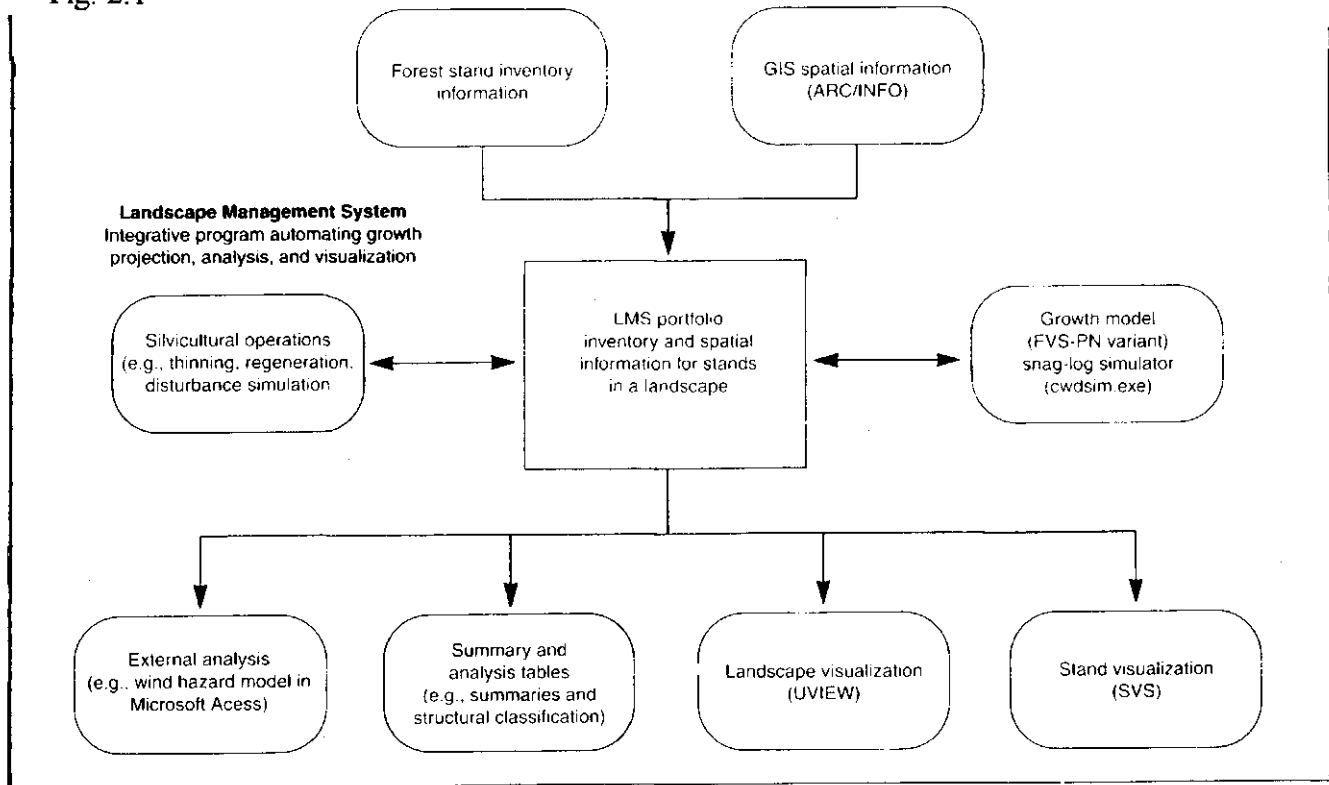 Fig. 2.1
Forest stand inventory
information
GIS spatial information
(ARC/INFO)
Landscape Management System
Integrative program automating growth
projection, analysis, and visualization
Silvicultural operations
(e.g., thinning, regeneration,
disturbance simulation
LMS portfolio
inventory and spatial
information for stands
in a landscape
Growth model
(FVS-PN variant)
snag-log simulator
(cwdsim.exe)
External analysis
(e.g., wind hazard model in
Microsoft Acess)
Summary and
analysis tables
(e.g., summaries and
structural classification)
Landscape visualization
(UVIEW)
Stand visualization
(SVS)